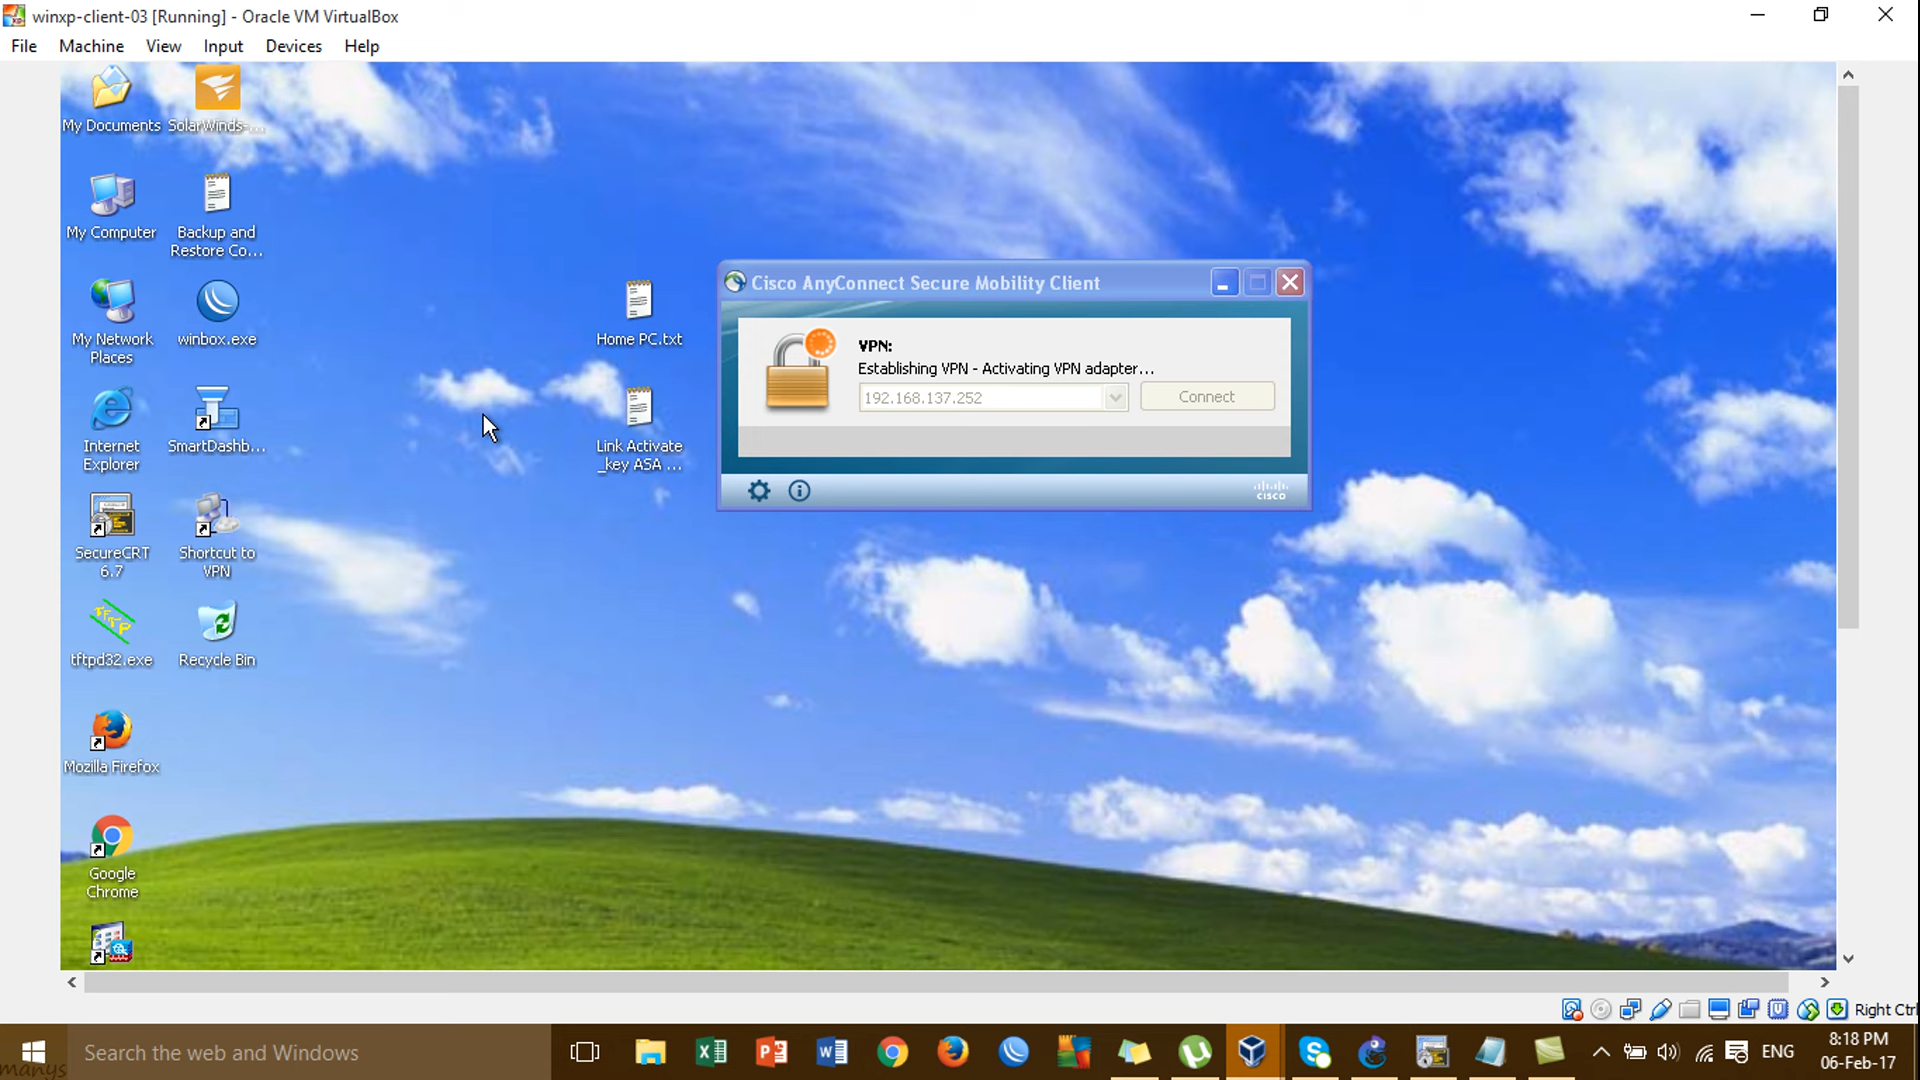 winxp-client-03 [Running] - Oracle VM VirtualBox
File Machine View Input Devices Help
My Documents
SolarWinds-...
My Computer
Backup and
Restore Co...
My Network
Places
winbox.exe
Home PC.txt
Internet
Explorer
SmartDashb...
Link Activate
_key ASA ...
SecureCRT
6.7
Shortcut to
VPN
tftpd32.exe
Recycle Bin
Mozilla Firefox
Google
Chrome
Cisco AnyConnect Secure Mobility Client
VPN:
Establishing VPN - Activating VPN adapter...
192.168.137.252
Connect
CISCO
Right Ctrl
Search the web and Windows
ENG
8:18 PM
06-Feb-17
manys